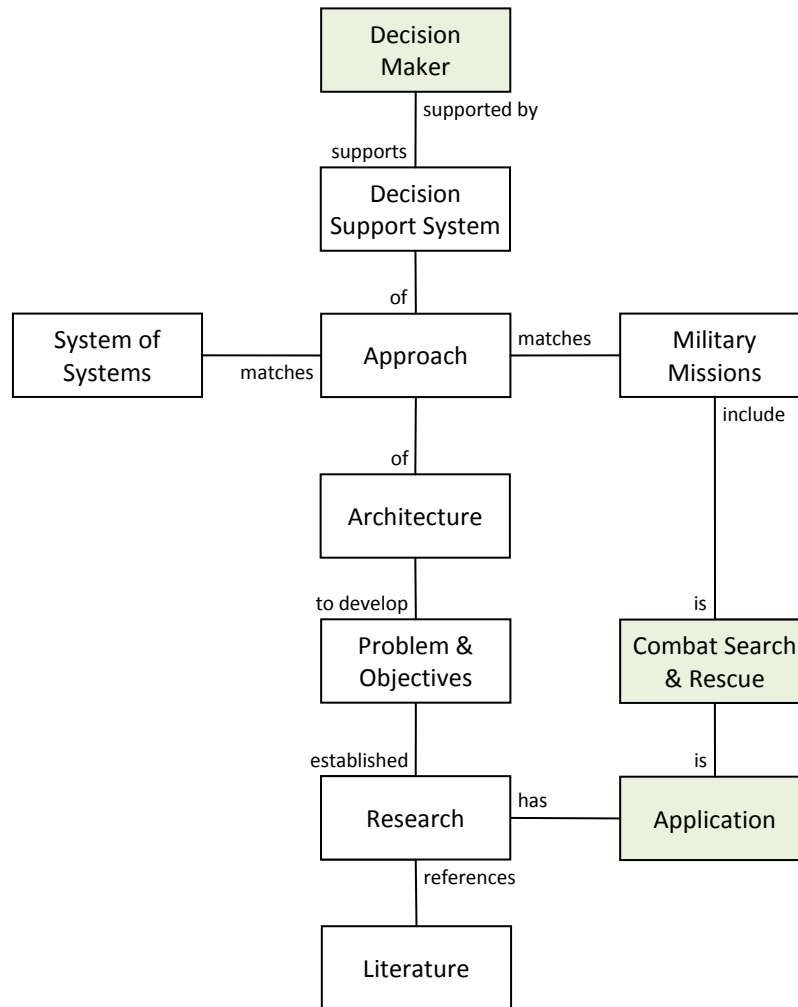 Decision
Maker
supported by
supports
Decision
Support System
of
System of
Systems
matches
Approach
matches
Military
Missions
include
of
Architecture
to develop
is
Problem &
Objectives
Combat Search
& Rescue
established
is
Research
has
Application
references
Literature